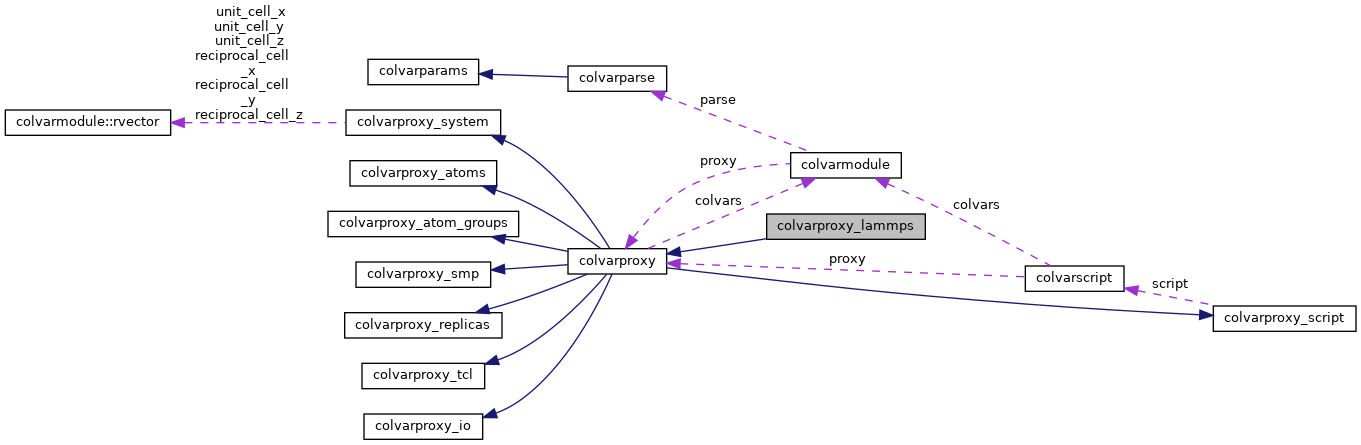 unit_cell_x
unit_cell_y
unit_cell_z
reciprocal_cell
_x
reciprocal_cell
_y
reciprocal_cell_z
colvarmodule::rvector
colvarparams
colvarparse
colvarproxy_system
colvarproxy_atoms
colvarproxy_atom_groups
colvarproxy_smp
colvarproxy_replicas
colvarproxy_tcl
colvarproxy_io
colvarproxy
parse
proxy
colvars
colvarmodule
colvarproxy_lammps
colvars
proxy
colvarscript
script
colvarproxy_script